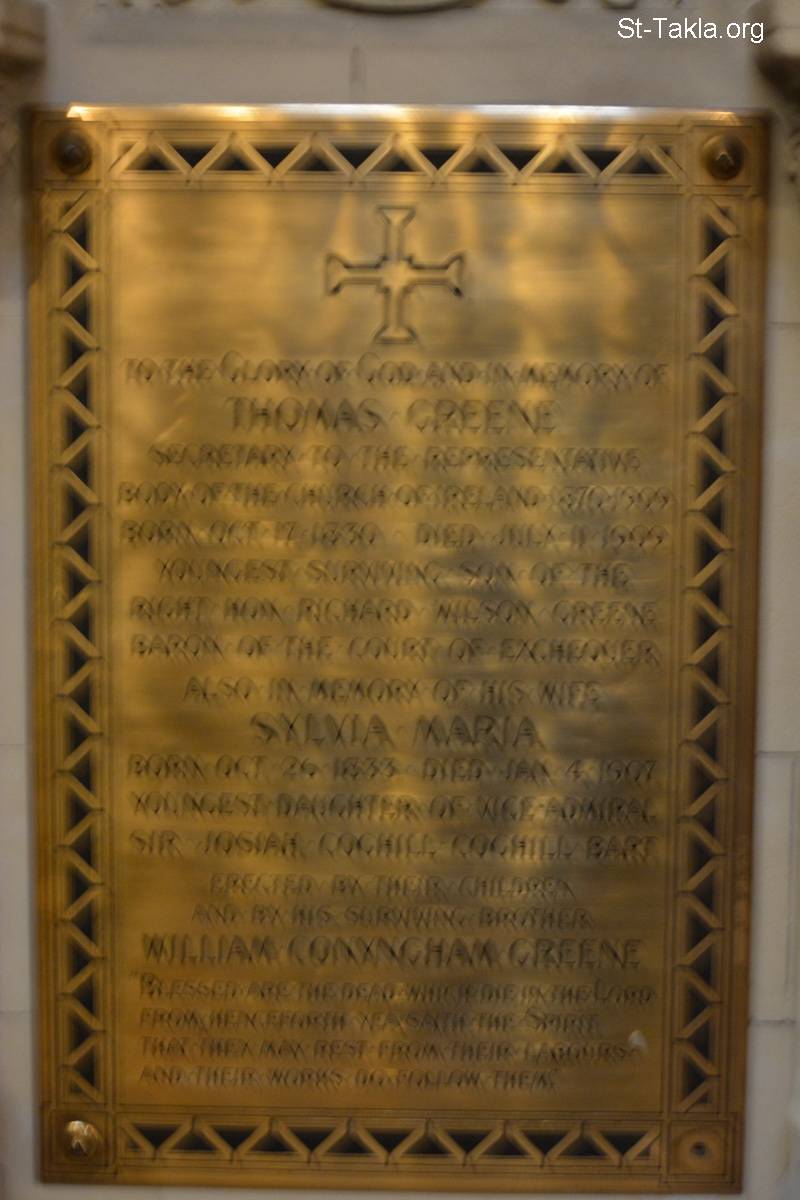 St-Takla.org
TO THE GLORY OF GOD AND IN MEMORY OF
THOMAS GREENE
SECRETARY TO THE REPRESENTATIVE
BODY OF THE CHURCH OF IRELAND 1870-1909
BORN OCT 17 1830 DIED JULY 11 1909
YOUNGEST SURVIVING SON OF THE
RIGHT HON RICHARD WILSON GREENE
BARON OF THE COURT OF EXCHEQUER
ALSO IN MEMORY OF HIS WIFE
SYLVIA MARIA
BORN OCT 26 1833 DIED JAN 4 1907
YOUNGEST DAUGHTER OF VICE-ADMIRAL
SIR JOSIAH COGHILL COGHILL BART
ERECTED BY THEIR CHILDREN
AND BY HIS SURVIVING BROTHER
WILLIAM CONYNGHAM GREENE
"BLESSED ARE THE DEAD WHICH DIE IN THE LORD
FROM HENCEFORTH YEA SAITH THE SPIRIT
THAT THEY MAY REST FROM THEIR LABOURS
AND THEIR WORKS DO FOLLOW THEM."